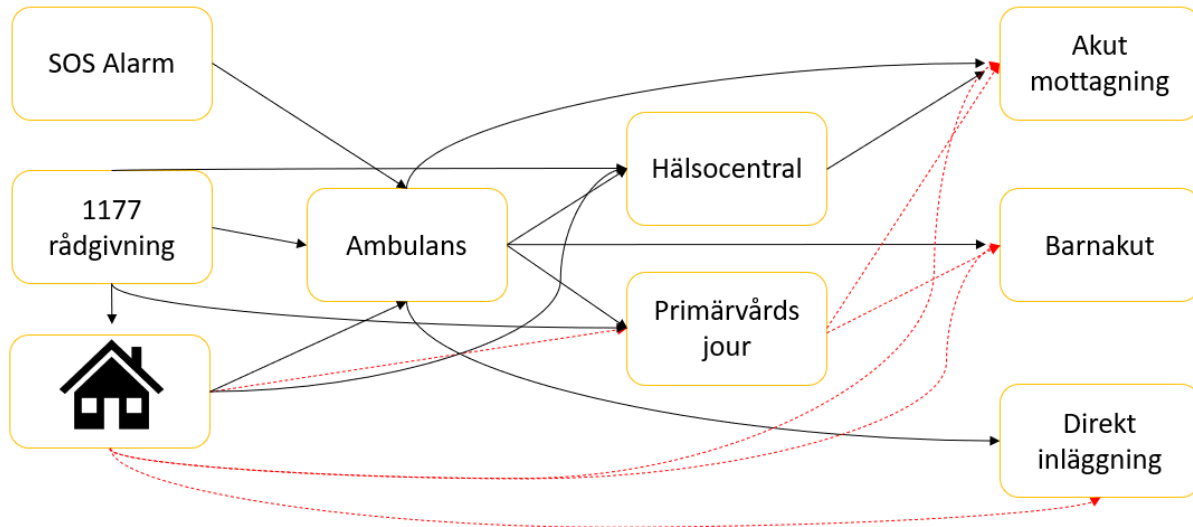 SOS Alarm
1177
rådgivning
Ambulans
Hälsocentral
Primärvårds
jour
Akut
mottagning
Barnakut
Direkt
inläggning